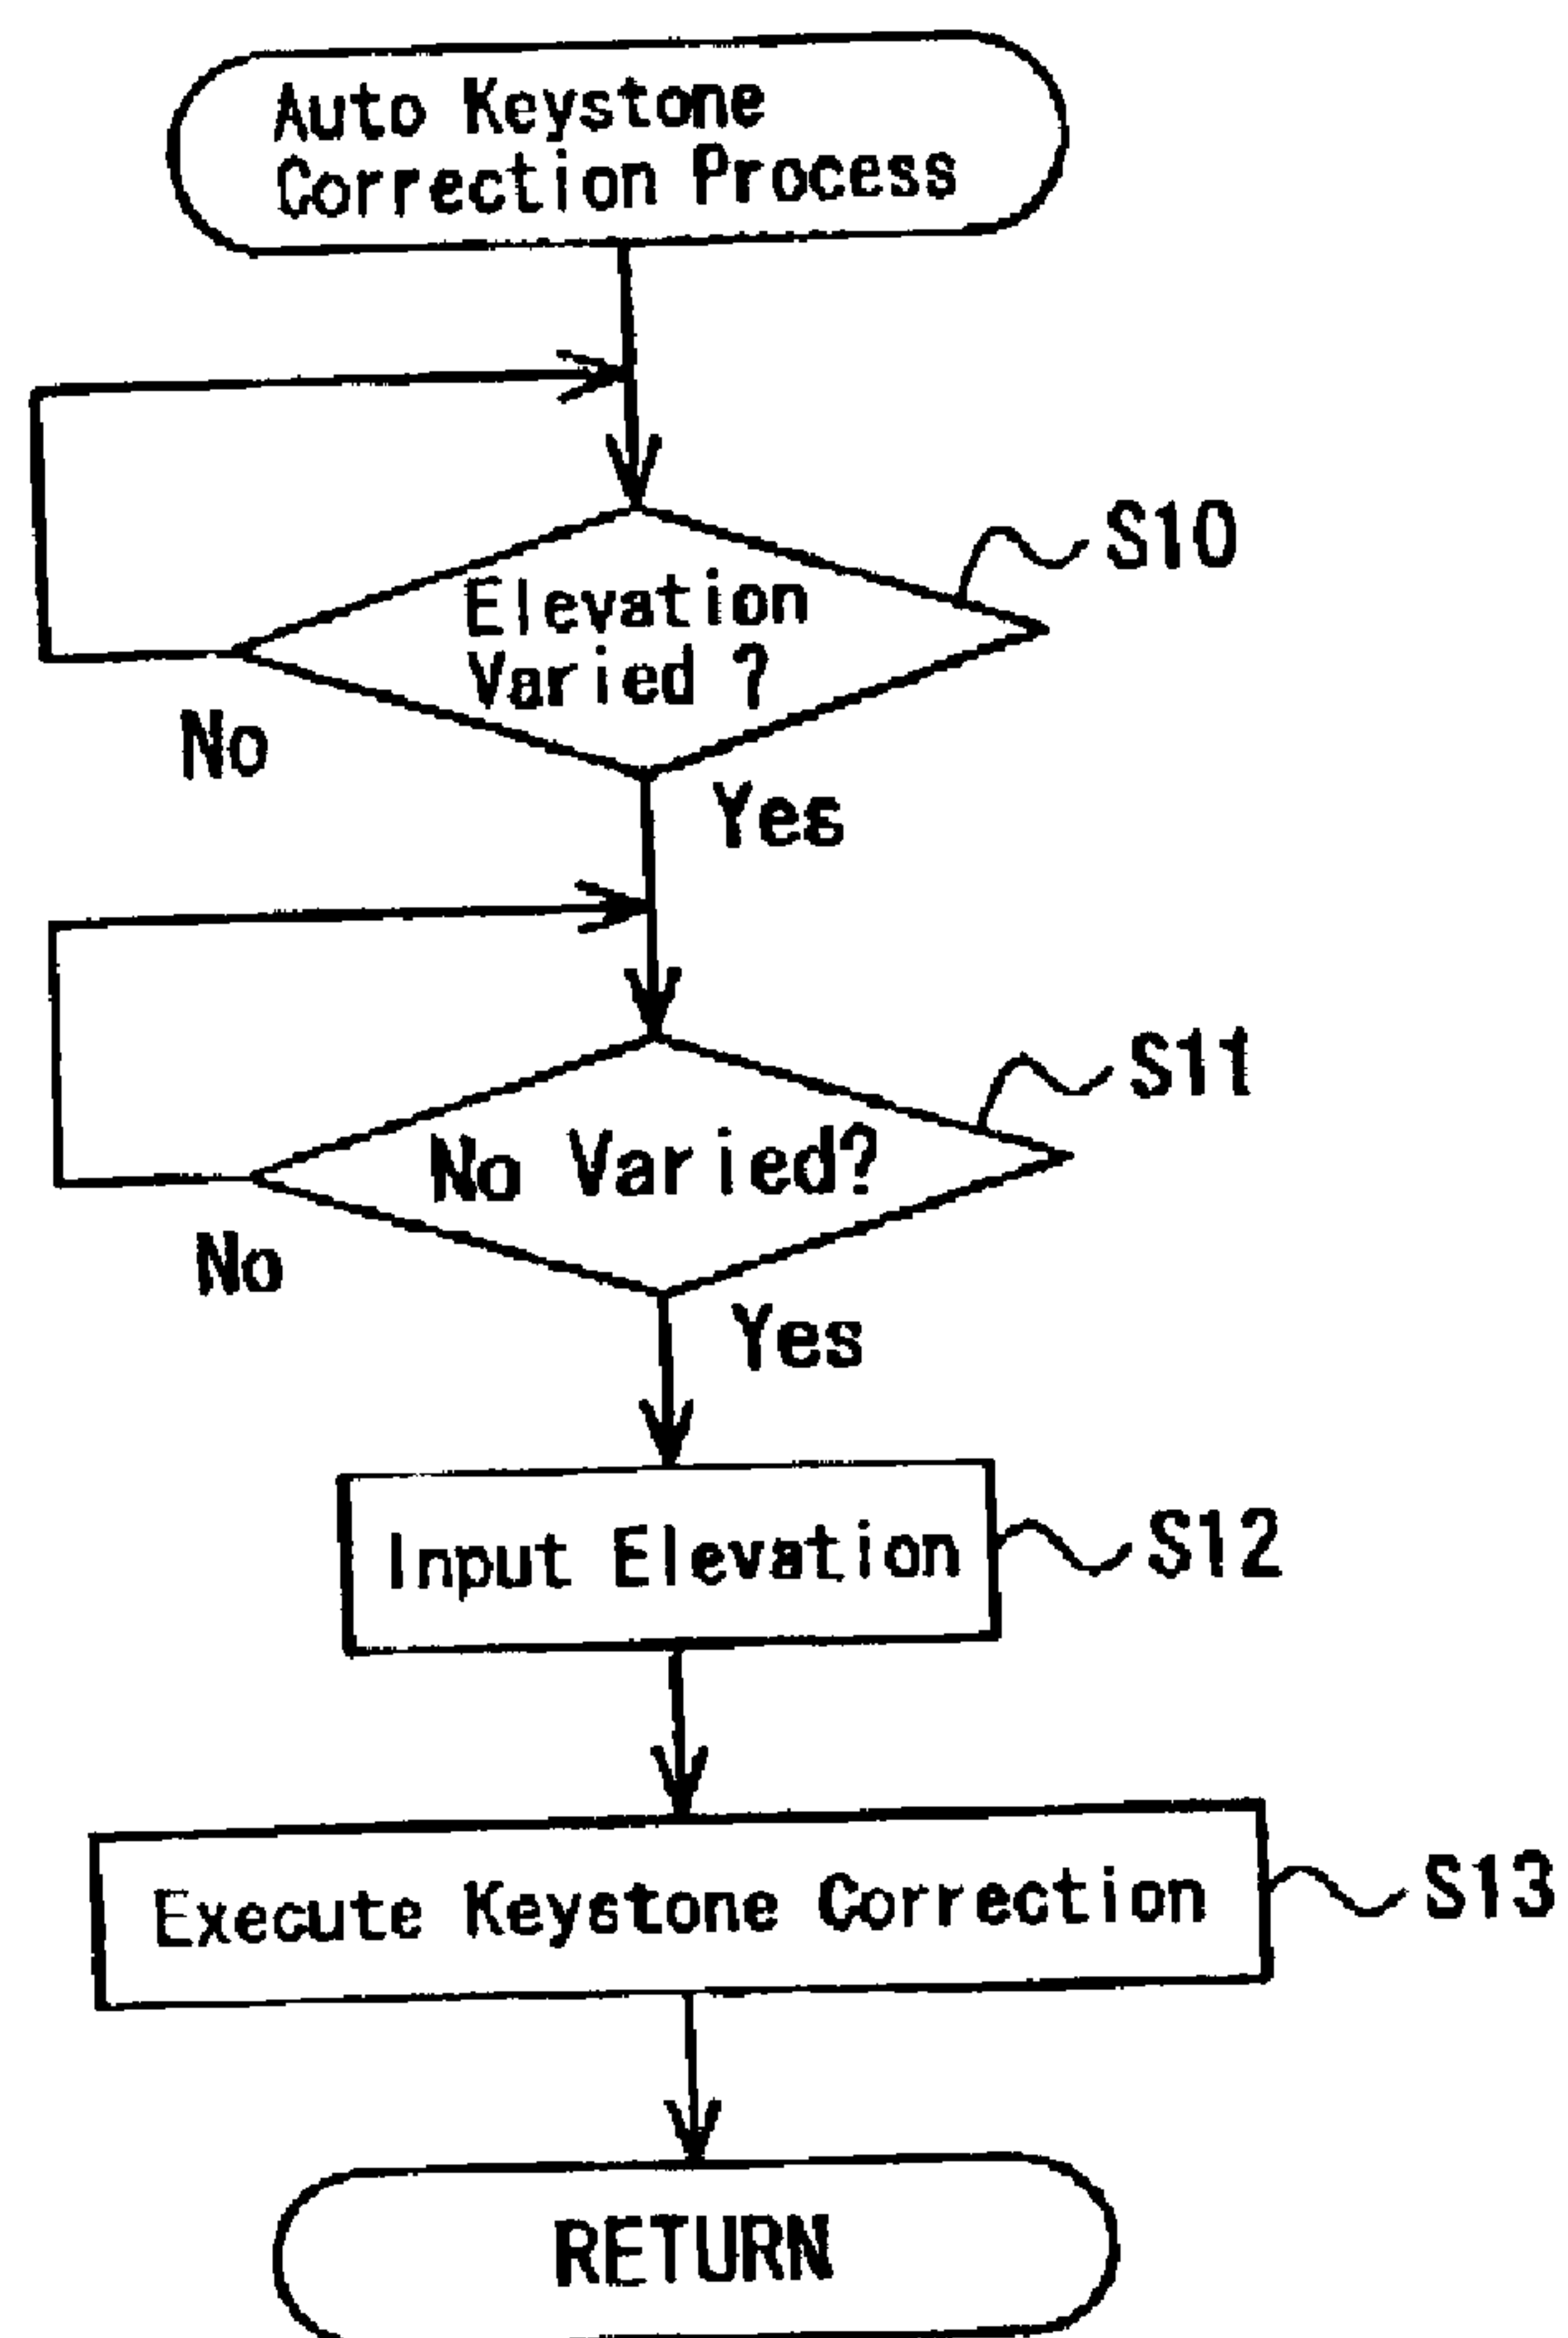 Auto Keystone
Correction Process
S10
Elevation
Varied ?
No
Yes
S1t
No Varied?
No
Yes
Input Elevation
S12
Execute Keystone Correction
S13
RETURN